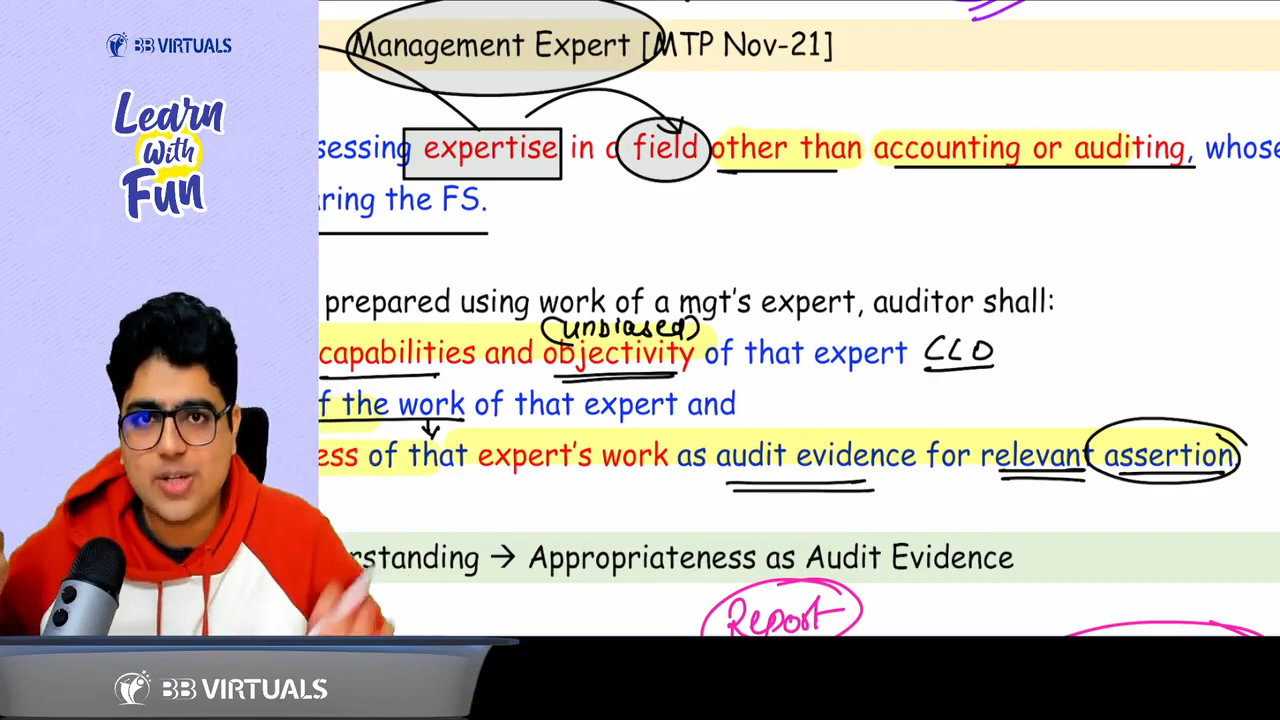 BB VIRTUALS
Learn
With
Fun
Management Expert [MTP Nov-21]
sessing expertise in a field other than accounting or auditing, whose
ring the FS.
prepared using work of a mgt's expert, auditor shall:
(unbiased)
capabilities and objectivity of that expert CCO
f the work of that expert and
ess of that expert's work as audit evidence for relevant assertion.
rstanding → Appropriateness as Audit Evidence
Report
BB VIRTUALS